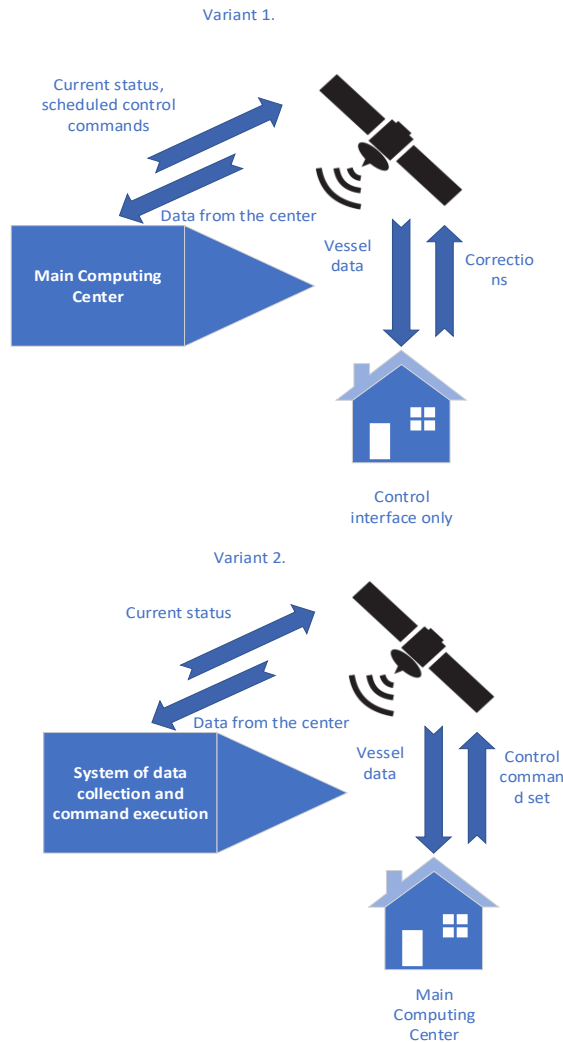 Variant 1.
Current status,
scheduled control
commands
Data from the center
Main Computing
Center
Vessel
data
Correctio
ns
Control
interface only
Variant 2.
Current status
Data from the center
System of data
collection and
command execution
Vessel
data
Control
comman
d set
Main
Computing
Center